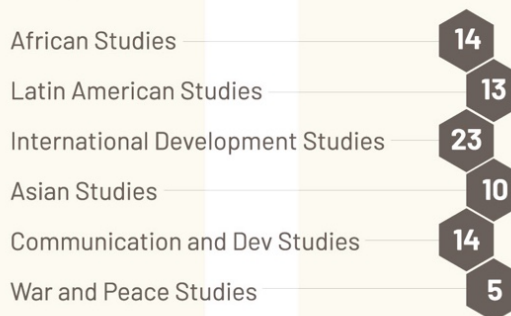 African Studies 14
Latin American Studies 13
International Development Studies 23
Asian Studies 10
Communication and Dev Studies 14
War and Peace Studies 5